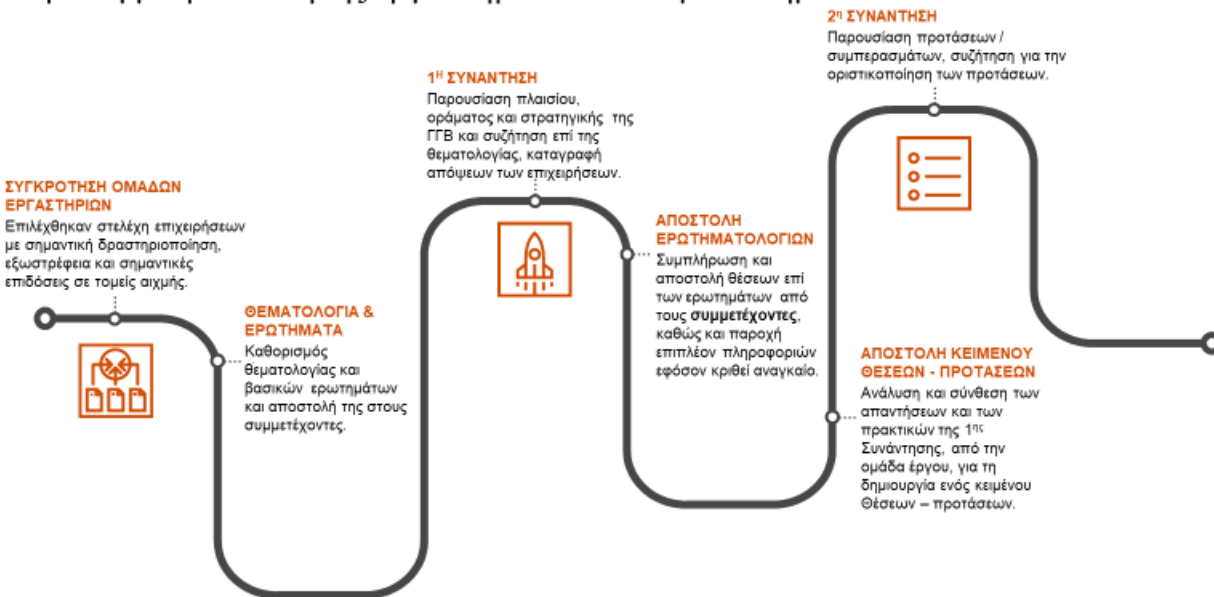 ΣΥΓΚΡΟΤΗΣΗ ΟΜΑΔΩΝ
ΕΡΓΑΣΤΗΡΙΩΝ
Επιλέχθηκαν στελέχη επιχειρήσεων
με σημαντική δραστηριοποίηση,
εξωστρέφεια και σημαντικές
επιδόσεις σε τομείς αιχμής.
ΘΕΜΑΤΟΛΟΓΙΑ &
ΕΡΩΤΗΜΑΤΑ
Καθορισμός
θεματολογίας και
βασικών ερωτημάτων
και αποστολή της στους
συμμετέχοντες.
1Η ΣΥΝΑΝΤΗΣΗ
Παρουσίαση πλαισίου,
οράματος και στρατηγικής της
ΓΓΒ και συζήτηση επί της
θεματολογίας, καταγραφή
απόψεων των επιχειρήσεων.
ΑΠΟΣΤΟΛΗ
ΕΡΩΤΗΜΑΤΟΛΟΓΙΩΝ
Συμπλήρωση και
αποστολή θέσεων επί
των ερωτημάτων από
τους συμμετέχοντες,
καθώς και παροχή
επιπλέον πληροφοριών
εφόσον κριθεί αναγκαίο.
ΑΠΟΣΤΟΛΗ ΚΕΙΜΕΝΟΥ
ΘΕΣΕΩΝ - ΠΡΟΤΑΣΕΩΝ
Ανάλυση και σύνθεση των
απαντήσεων και των
πρακτικών της 1ης
Συνάντησης, από την
ομάδα έργου, για τη
δημιουργία ενός κειμένου
Θέσεων – προτάσεων.
2η ΣΥΝΑΝΤΗΣΗ
Παρουσίαση προτάσεων /
συμπερασμάτων, συζήτηση για την
οριστικοποίηση των προτάσεων.